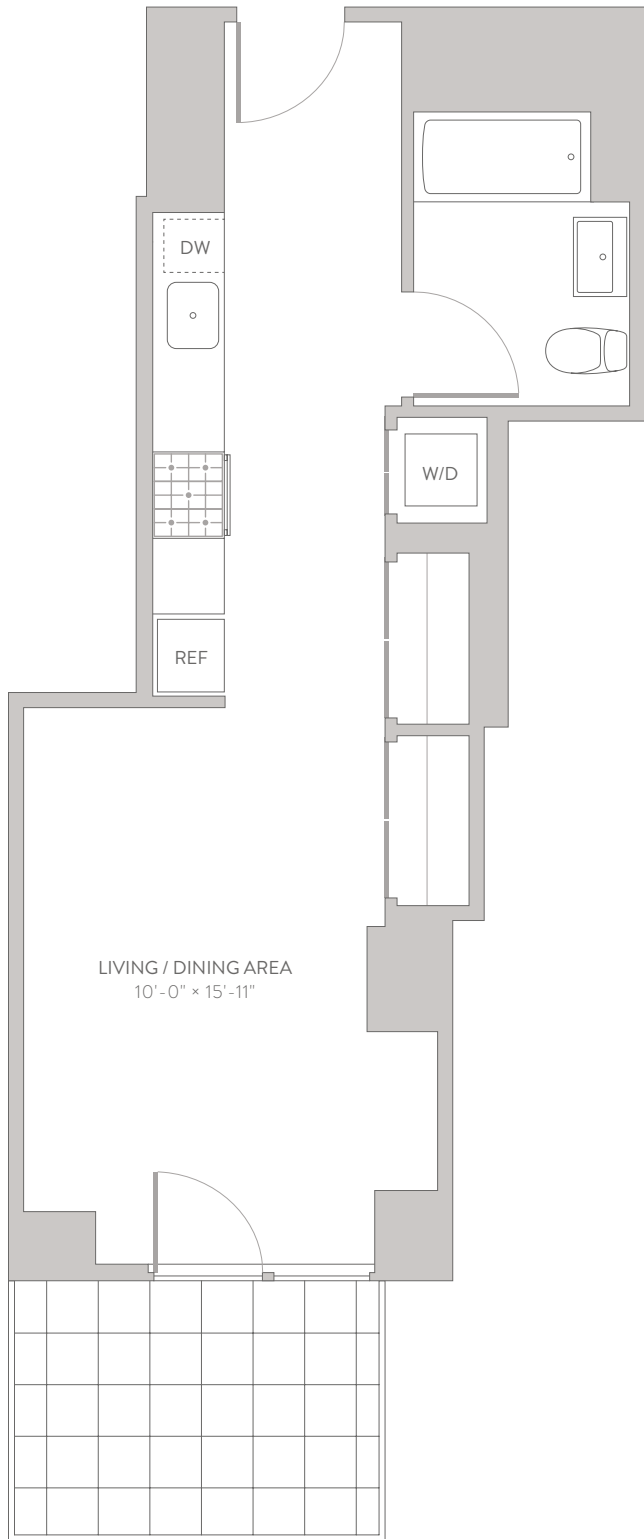 DW
W/D
REF
LIVING / DINING AREA
10'-0" × 15'-11"